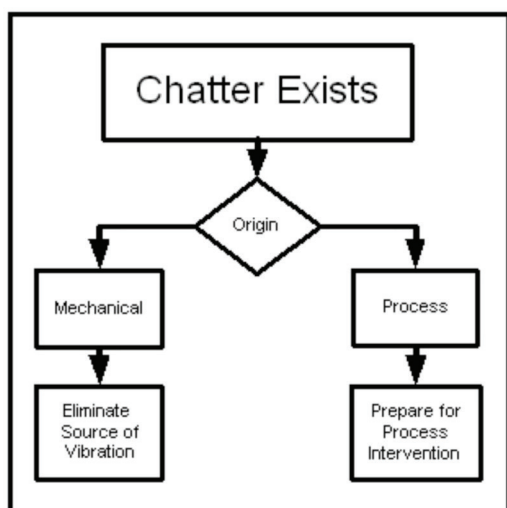 Chatter Exists
Origin
Mechanical
Process
Eliminate
Source of
Vibration
Prepare for
Process
Intervention